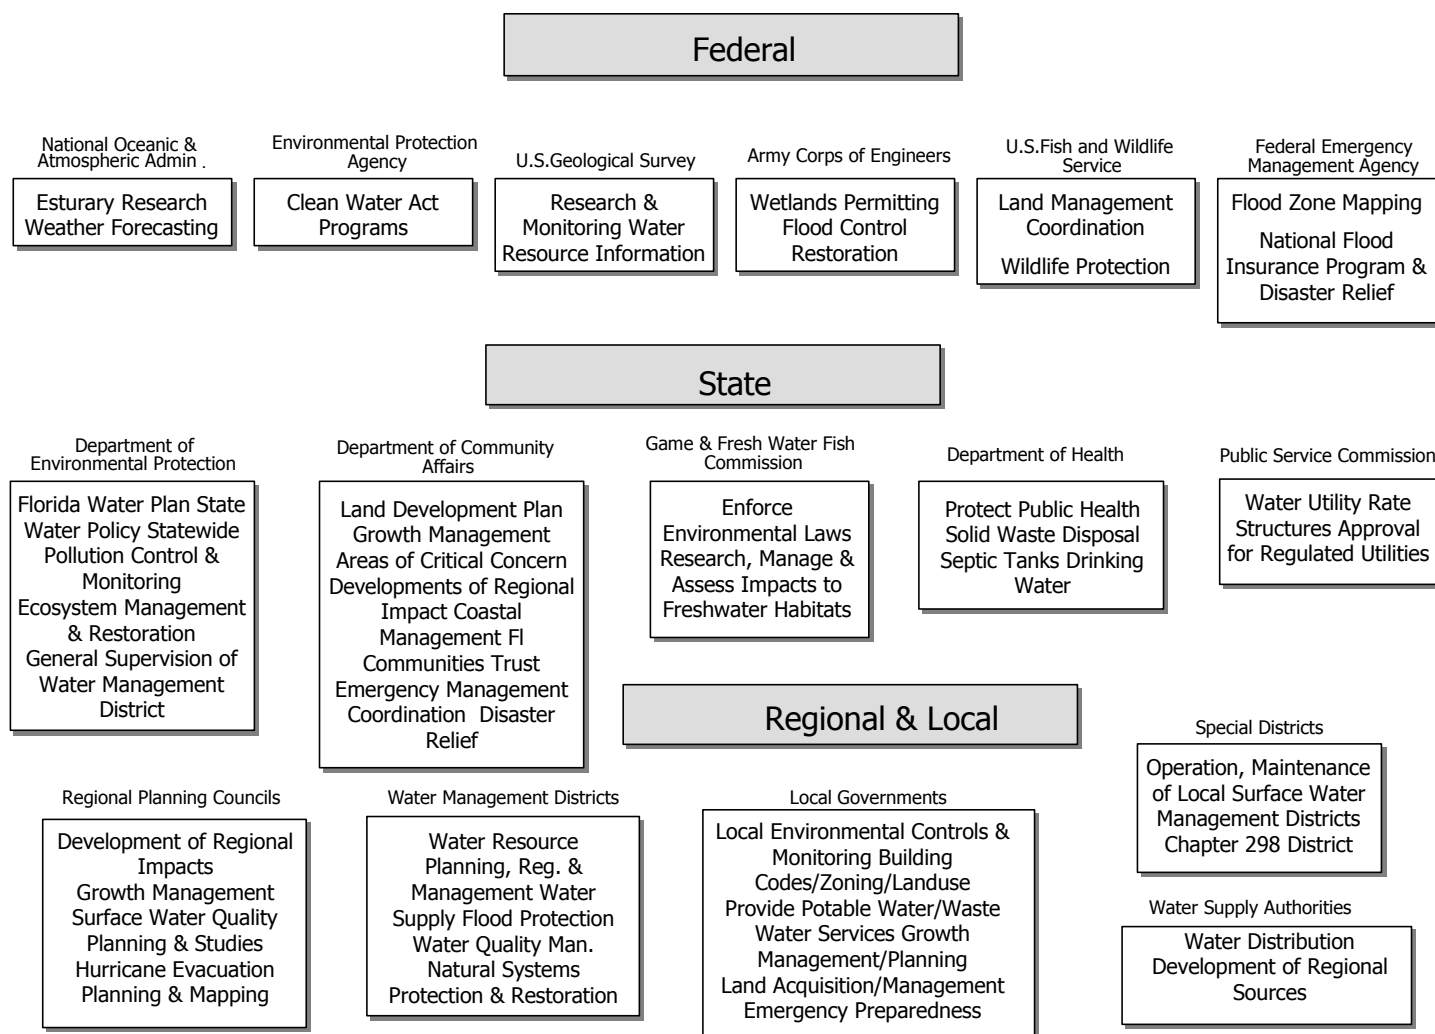 Federal
National Oceanic &
Atmospheric Admin .
Esturary Research
Weather Forecasting
Environmental Protection
Agency
Clean Water Act
Programs
U.S.Geological Survey
Research &
Monitoring Water
Resource Information
Army Corps of Engineers
Wetlands Permitting
Flood Control
Restoration
U.S.Fish and Wildlife
Service
Land Management
Coordination
Wildlife Protection
Federal Emergency
Management Agency
Flood Zone Mapping
National Flood
Insurance Program &
Disaster Relief
State
Department of
Environmental Protection
Florida Water Plan State
Water Policy Statewide
Pollution Control &
Monitoring
Ecosystem Management
& Restoration
General Supervision of
Water Management
District
Department of Community
Affairs
Land Development Plan
Growth Management
Areas of Critical Concern
Developments of Regional
Impact Coastal
Management Fl
Communities Trust
Emergency Management
Coordination Disaster
Relief
Game & Fresh Water Fish
Commission
Enforce
Environmental Laws
Research, Manage &
Assess Impacts to
Freshwater Habitats
Department of Health
Protect Public Health
Solid Waste Disposal
Septic Tanks Drinking
Water
Public Service Commission
Water Utility Rate
Structures Approval
for Regulated Utilities
Regional & Local
Regional Planning Councils
Development of Regional
Impacts
Growth Management
Surface Water Quality
Planning & Studies
Hurricane Evacuation
Planning & Mapping
Water Management Districts
Water Resource
Planning, Reg. &
Management Water
Supply Flood Protection
Water Quality Man.
Natural Systems
Protection & Restoration
Local Governments
Local Environmental Controls &
Monitoring Building
Codes/Zoning/Landuse
Provide Potable Water/Waste
Water Services Growth
Management/Planning
Land Acquisition/Management
Emergency Preparedness
Special Districts
Operation, Maintenance
of Local Surface Water
Management Districts
Chapter 298 District
Water Supply Authorities
Water Distribution
Development of Regional
Sources